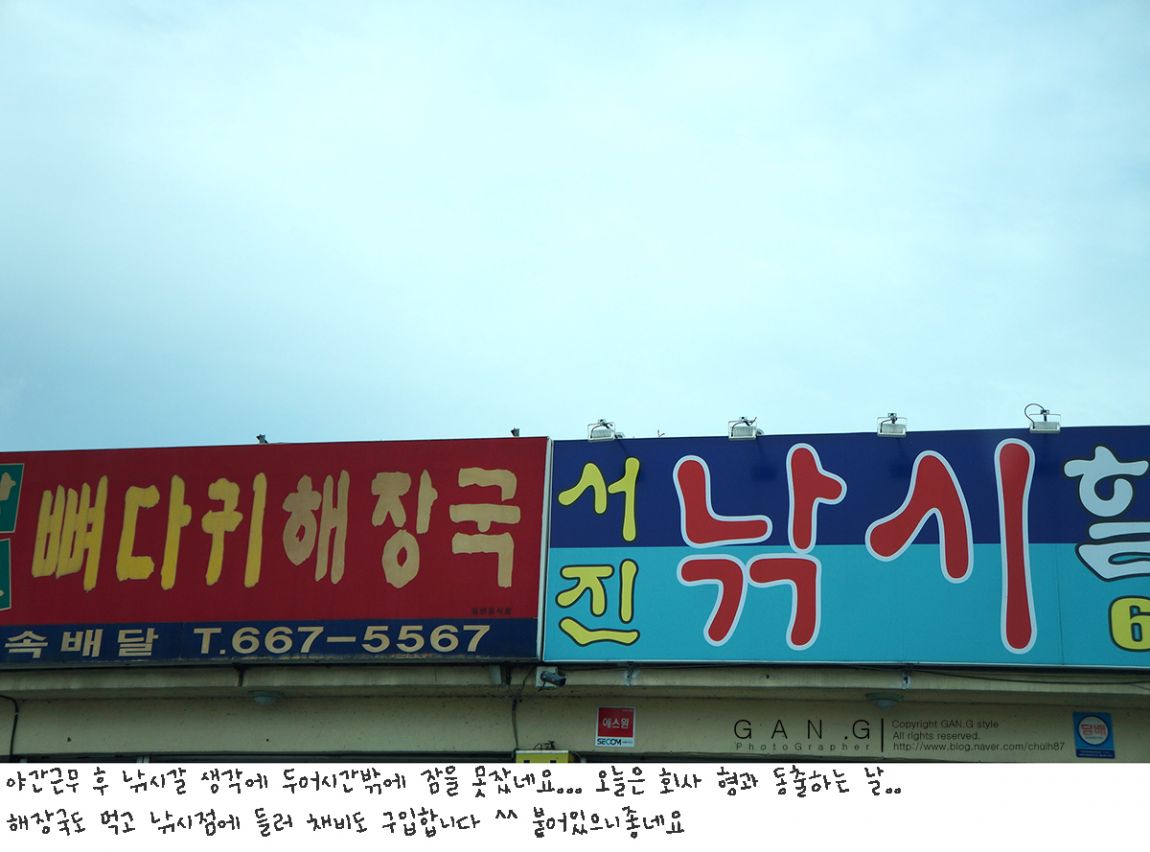 뼈다귀해장국
속배달 T.667-5567
서진
낚시
흠
6
에스원
SECOM
GAN.G
PhotoGrapher
Copyright GAN.G style
All rights reserved.
http://www.blog.naver.com/chulh87
담배
야간근무 후 낚시갈 생각에 두어시간밖에 잠을 못잤네요... 오늘은 회사 형과 동출하는 날..
해장국도 먹고 낚시점에 들러 채비도 구입합니다 ^^ 붙어있으니좋네요